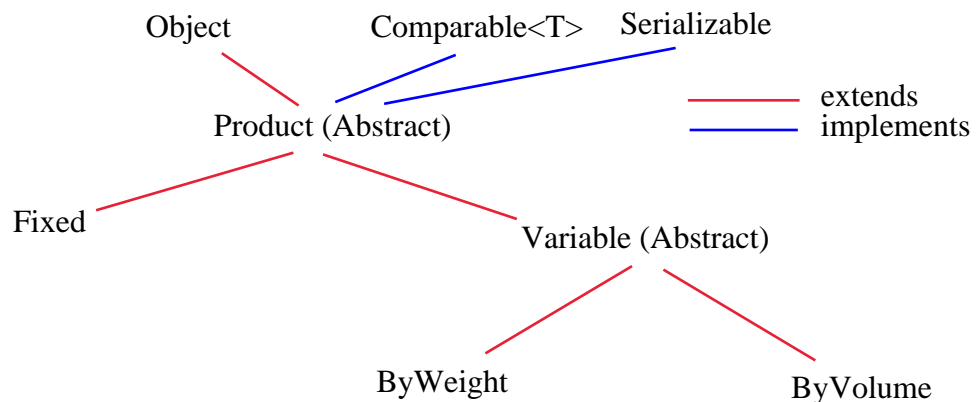 Object
Comparable<T>
Serializable
extends
implements
Product (Abstract)
Fixed
Variable (Abstract)
ByWeight
ByVolume